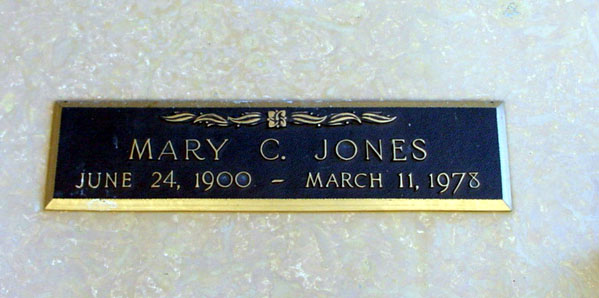 MARY C. JONES
JUNE 24, 1900 – MARCH 11, 1978